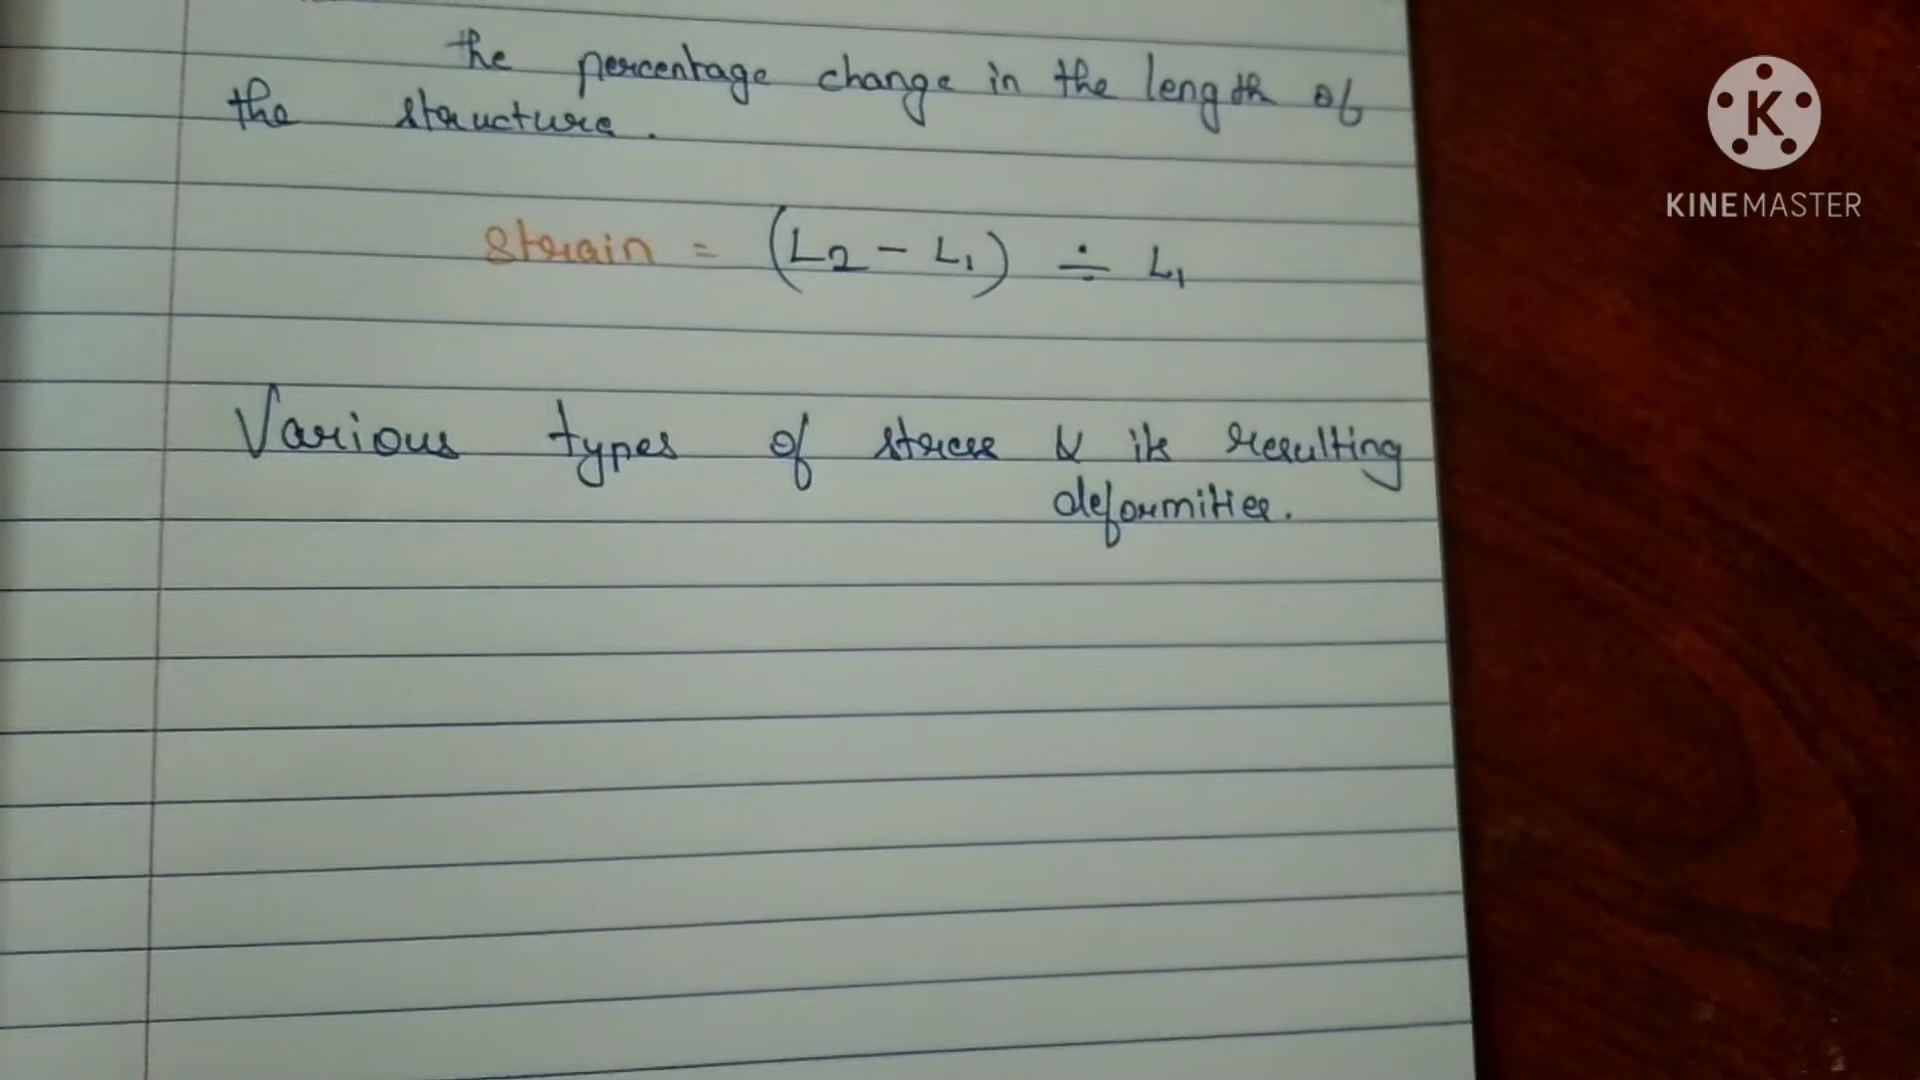 the percentage change in the length of
the structure.
strain = (L2 - L1) ÷ L1
Various types of stress & its resulting
deformities.
K
KINEMASTER